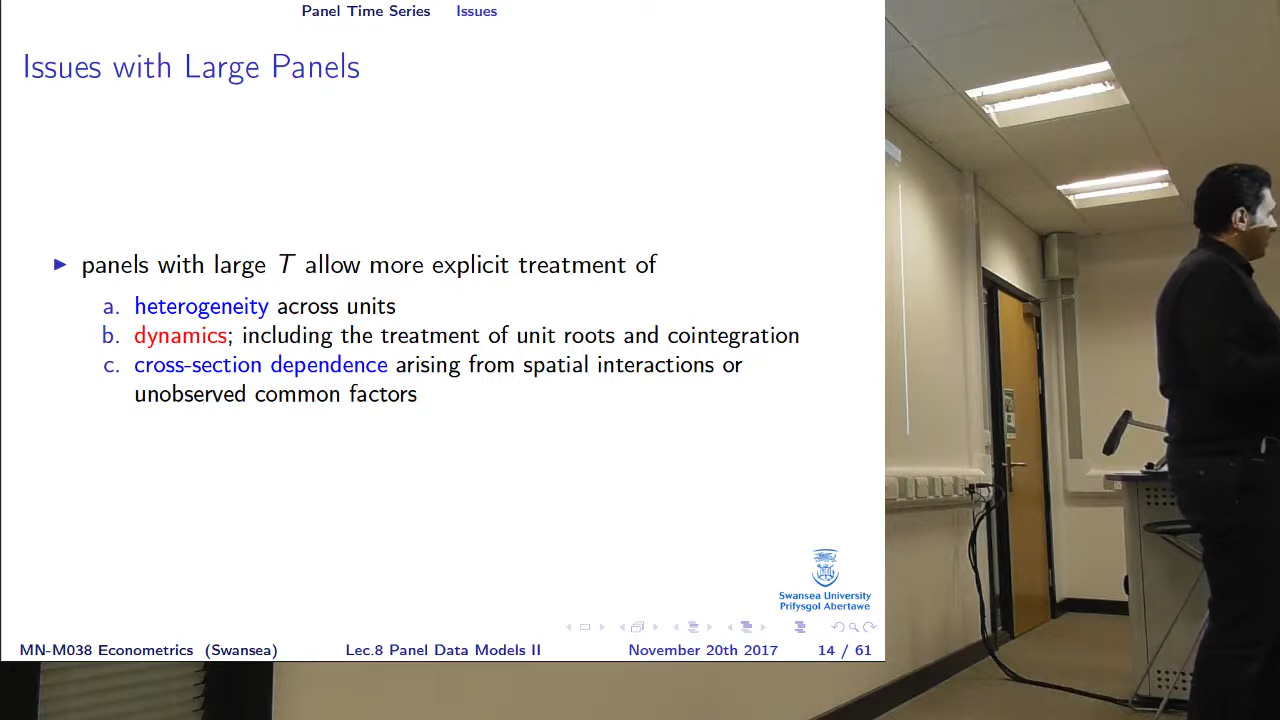 Panel Time Series Issues
Issues with Large Panels
▶ panels with large T allow more explicit treatment of
a. heterogeneity across units
b. dynamics; including the treatment of unit roots and cointegration
c. cross-section dependence arising from spatial interactions or
unobserved common factors
Swansea University
Prifysgol Abertawe
MN-M038 Econometrics (Swansea) Lec.8 Panel Data Models II November 20th 2017 14 / 61